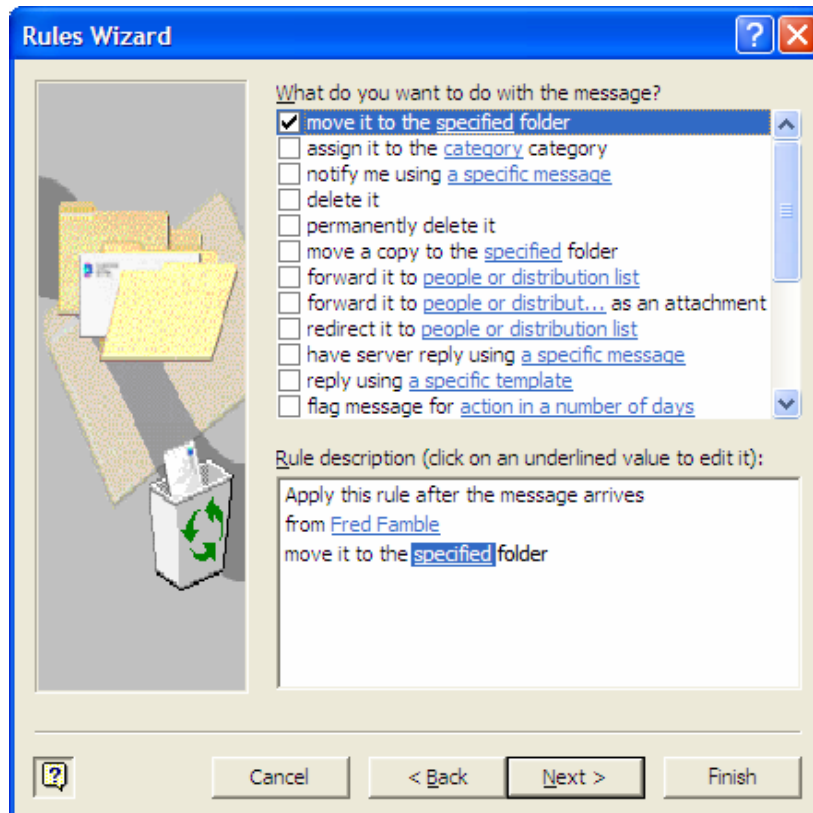 Rules Wizard
What do you want to do with the message?
move it to the specified folder
assign it to the category category
notify me using a specific message
delete it
permanently delete it
move a copy to the specified folder
forward it to people or distribution list
forward it to people or distribut... as an attachment
redirect it to people or distribution list
have server reply using a specific message
reply using a specific template
flag message for action in a number of days
Rule description (click on an underlined value to edit it):
Apply this rule after the message arrives
from Fred Famble
move it to the specified folder
Cancel
< Back
Next >
Finish